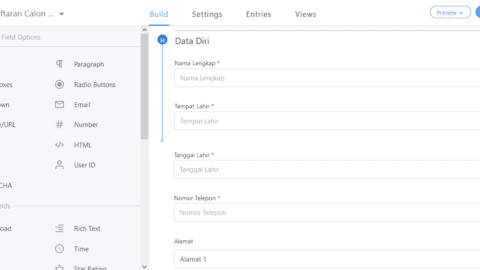 ftaran Calon ...
Build
Settings
Entries
Views
Preview
Field Options
Paragraph
oxes
Radio Buttons
own
Email
e/URL
Number
HTML
User ID
CHA
lds
load
Rich Text
Time
Star Rating
H
Data Diri
Nama Lengkap *
Nama Lengkap
Tempat Lahir *
Tempat Lahir
Tanggal Lahir *
Tanggal Lahir
Nomor Telepon *
Nomor Telepon
Alamat
Alamat 1